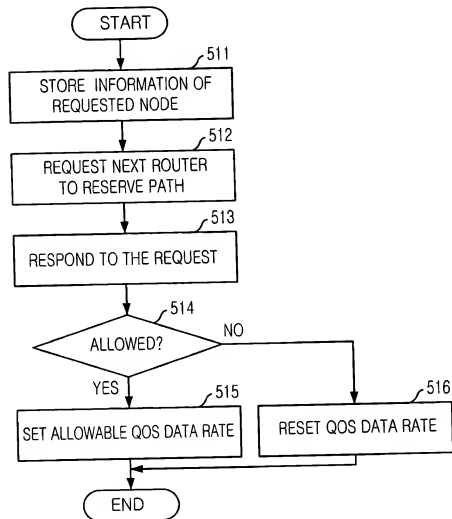 START
511
STORE INFORMATION OF
REQUESTED NODE
512
REQUEST NEXT ROUTER
TO RESERVE PATH
513
RESPOND TO THE REQUEST
514
ALLOWED?
NO
YES
515
516
SET ALLOWABLE QOS DATA RATE
RESET QOS DATA RATE
END